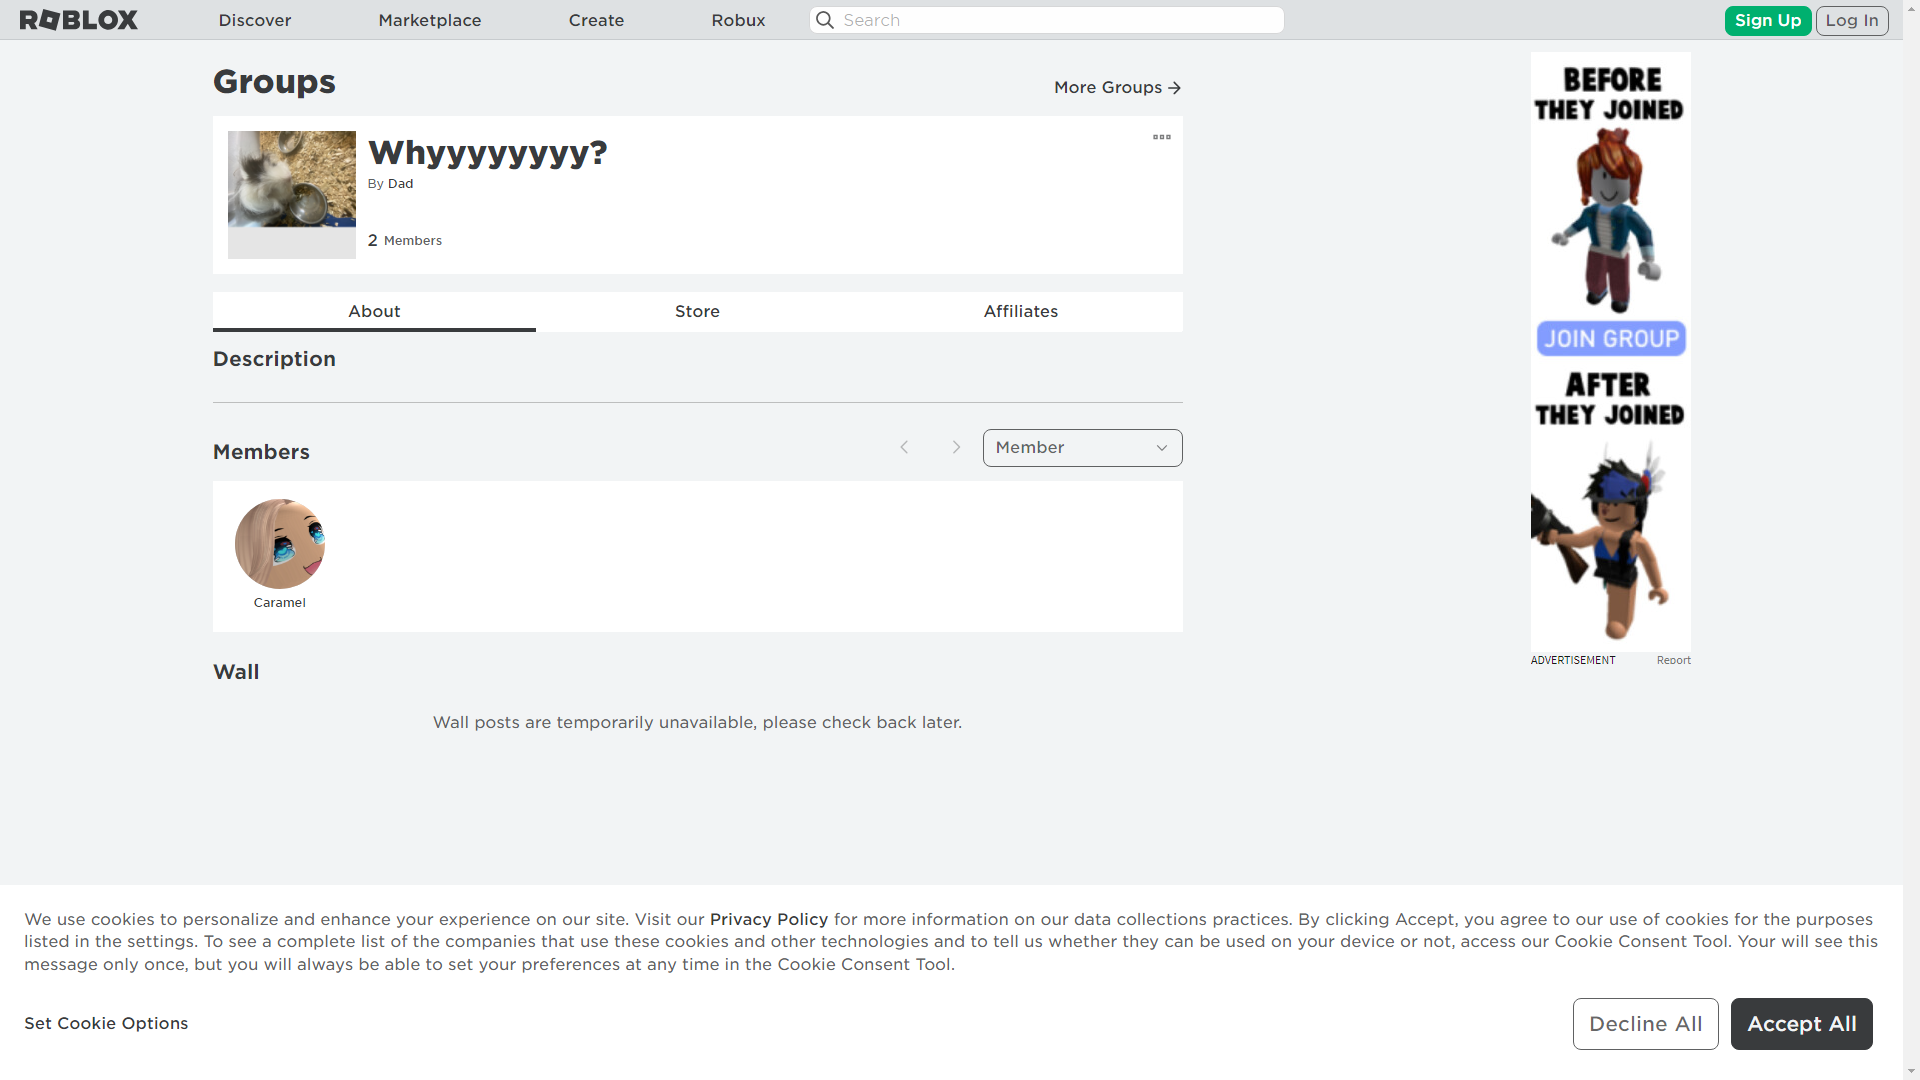 ROBLOX
Discover
Marketplace
Create
Robux
Search
Sign Up
Log In
Groups
More Groups
Whyyyyyyyy?
By Dad
2 Members
About
Store
Affiliates
Description
Members
Member
Caramel
Wall
Wall posts are temporarily unavailable, please check back later.
BEFORE
THEY JOINED
JOIN GROUP
AFTER
THEY JOINED
ADVERTISEMENT
Report
We use cookies to personalize and enhance your experience on our site. Visit our Privacy Policy for more information on our data collections practices. By clicking Accept, you agree to our use of cookies for the purposes
listed in the settings. To see a complete list of the companies that use these cookies and other technologies and to tell us whether they can be used on your device or not, access our Cookie Consent Tool. Your will see this
message only once, but you will always be able to set your preferences at any time in the Cookie Consent Tool.
Set Cookie Options
Decline All
Accept All